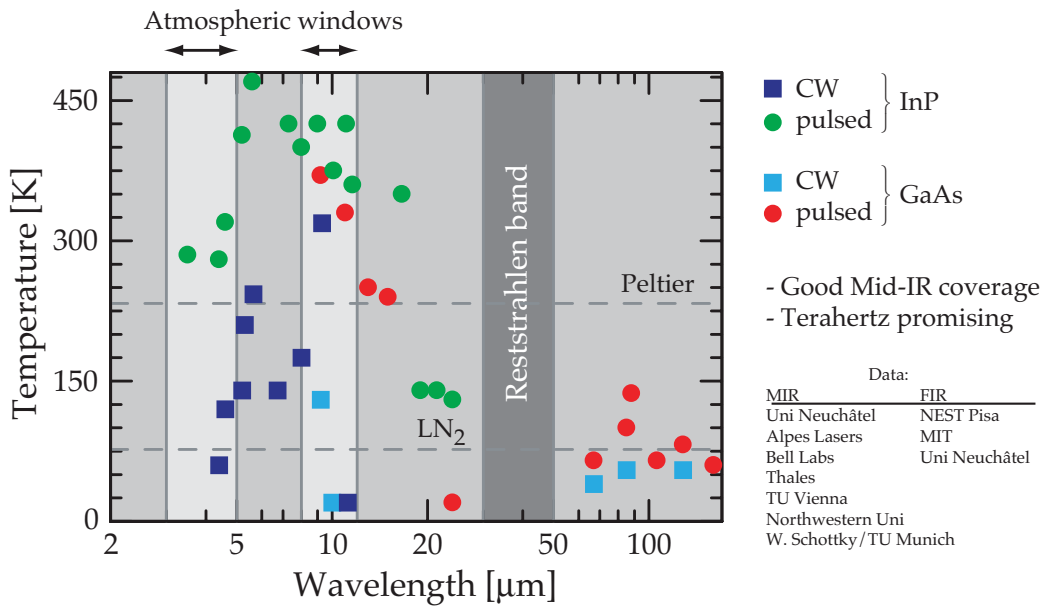 Atmospheric windows
Temperature [K]
450
300
150
0
Peltier
LN2
Reststrahlen band
2
5
10
20
50
100
Wavelength [µm]
CW
pulsed
InP
CW
pulsed
GaAs
- Good Mid-IR coverage
- Terahertz promising
Data:
MIR FIR
Uni Neuchâtel NEST Pisa
Alpes Lasers MIT
Bell Labs Uni Neuchâtel
Thales
TU Vienna
Northwestern Uni
W. Schottky/TU Munich